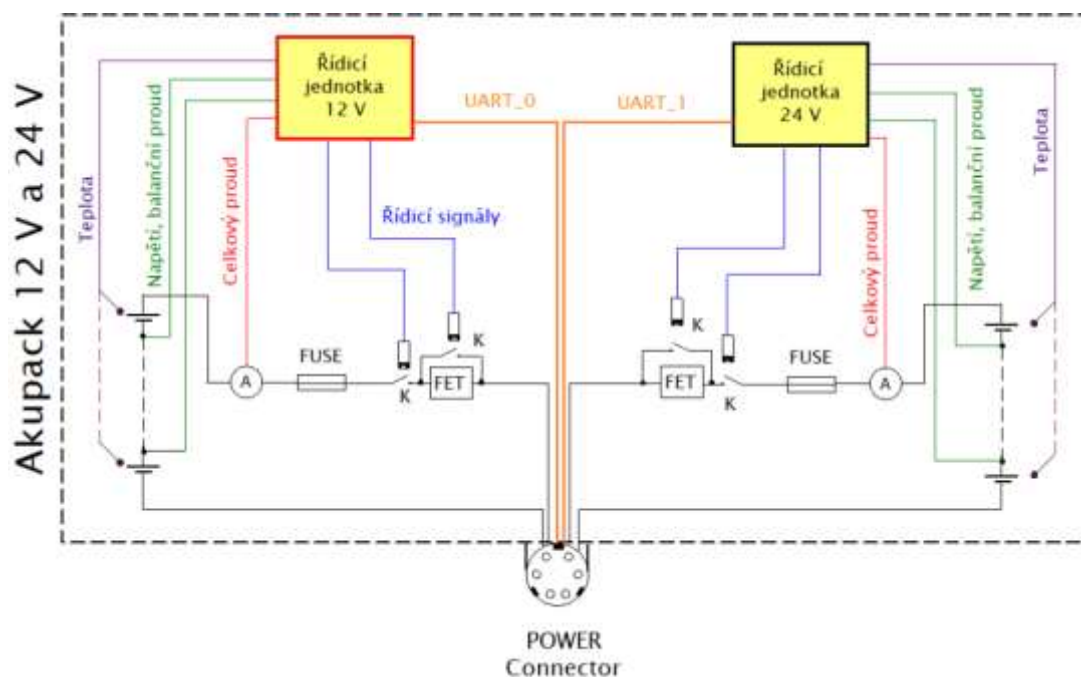 Akupack 12 V a 24 V
Řídicí
jednotka
12 V
UART_0
UART_1
Řídicí
jednotka
24 V
Teplota
Napětí, balanční proud
Celkový proud
Řídicí signály
Celkový proud
Napětí, balanční proud
Teplota
K
K
FUSE
FUSE
A
K
FET
FET
K
A
POWER
Connector